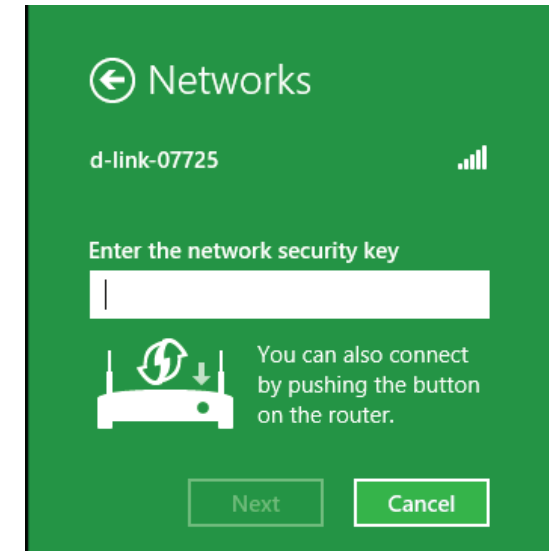 Networks
d-link-07725
Enter the network security key
You can also connect
by pushing the button
on the router.
Next
Cancel